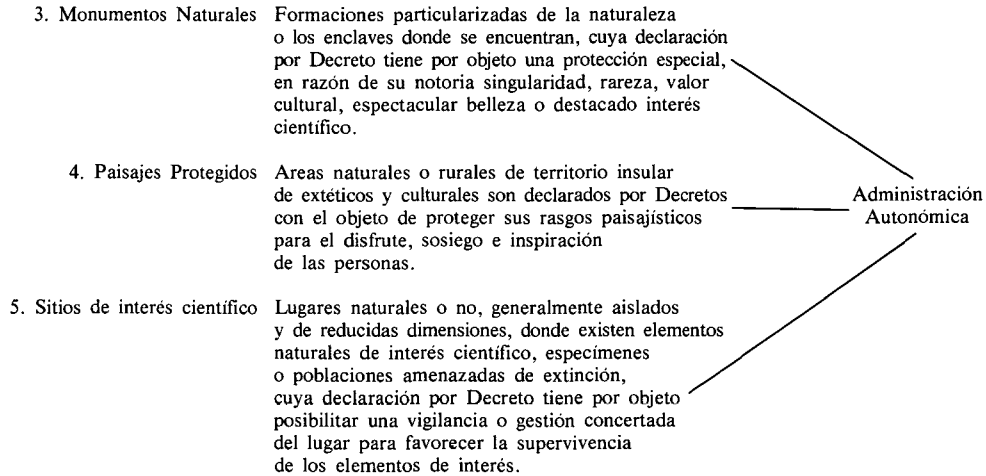 3. Monumentos Naturales Formaciones particularizadas de la naturaleza
o los enclaves donde se encuentran, cuya declaración
por Decreto tiene por objeto una protección especial,
en razón de su notoria singularidad, rareza, valor
cultural, espectacular belleza o destacado interés
científico.
4. Paisajes Protegidos Areas naturales o rurales de territorio insular
de extéticos y culturales son declarados por Decretos
con el objeto de proteger sus rasgos paisajísticos
para el disfrute, sosiego e inspiración
de las personas.
Administración
Autonómica
5. Sitios de interés científico Lugares naturales o no, generalmente aislados
y de reducidas dimensiones, donde existen elementos
naturales de interés científico, especímenes
o poblaciones amenazadas de extinción,
cuya declaración por Decreto tiene por objeto
posibilitar una vigilancia o gestión concertada
del lugar para favorecer la supervivencia
de los elementos de interés.